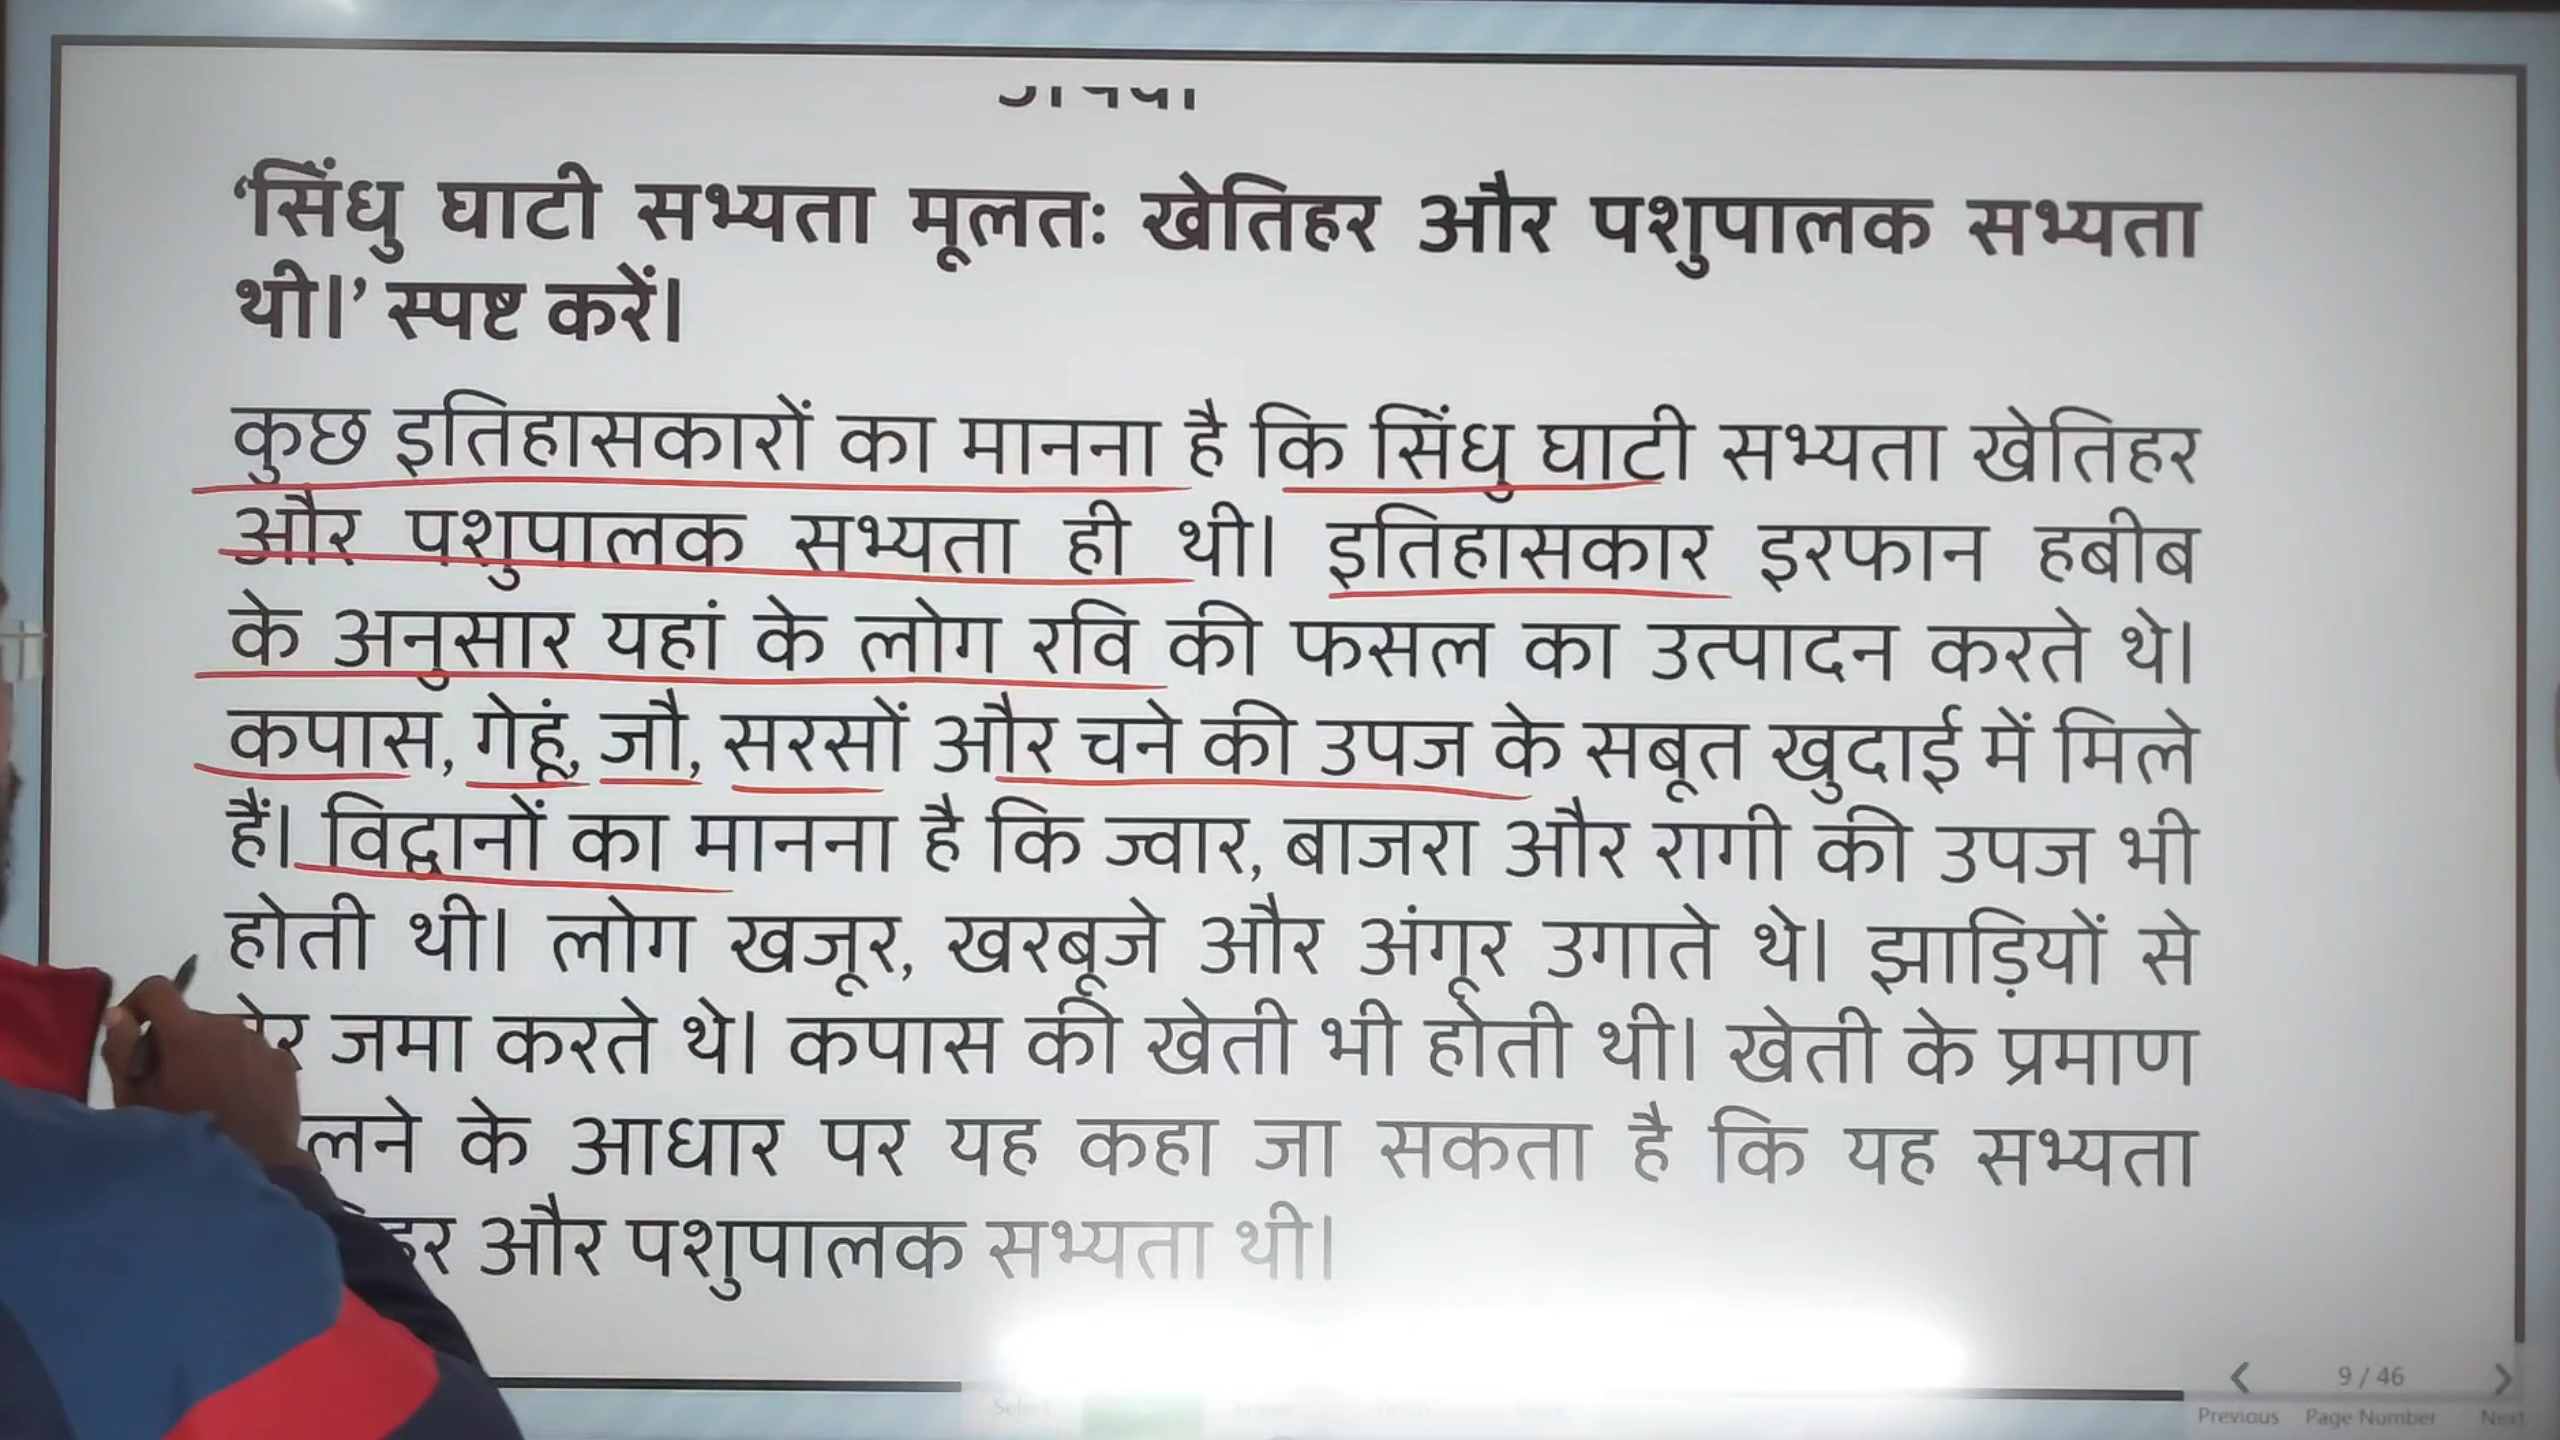 ‘सिंधु घाटी सभ्यता मूलतः खेतिहर और पशुपालक सभ्यता
थी।’ स्पष्ट करें।
कुछ इतिहासकारों का मानना है कि सिंधु घाटी सभ्यता खेतिहर
और पशुपालक सभ्यता ही थी। इतिहासकार इरफान हबीब
के अनुसार यहां के लोग रवि की फसल का उत्पादन करते थे।
कपास, गेहूं, जौ, सरसों और चने की उपज के सबूत खुदाई में मिले
हैं। विद्वानों का मानना है कि ज्वार, बाजरा और रागी की उपज भी
होती थी। लोग खजूर, खरबूजे और अंगूर उगाते थे। झाड़ियों से
जमा करते थे। कपास की खेती भी होती थी। खेती के प्रमाण
के आधार पर यह कहा जा सकता है कि यह सभ्यता
और पशुपालक सभ्यता थी।
9 / 46
Previous Page Number Next